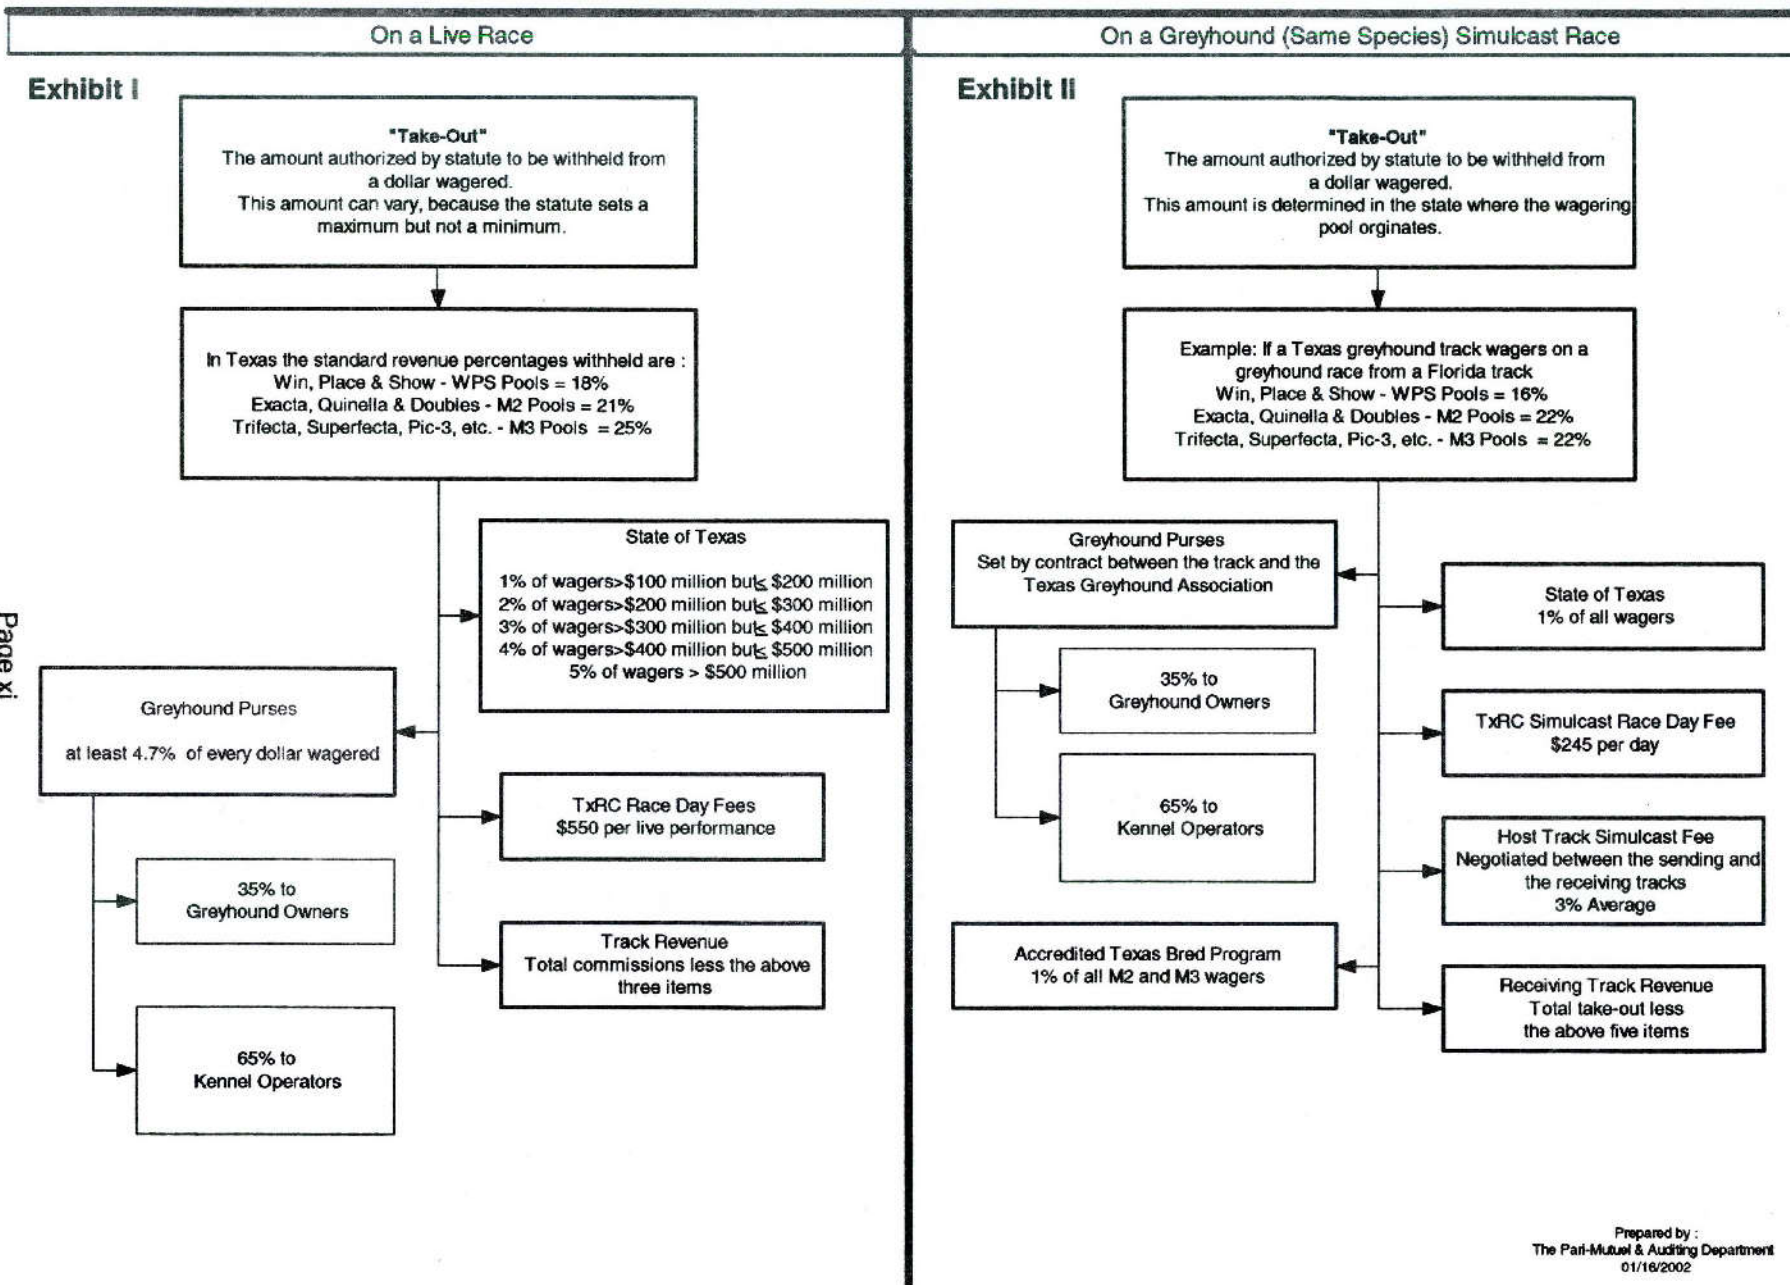 On a Live Race
Exhibit I
"Take-Out"
The amount authorized by statute to be withheld from
a dollar wagered.
This amount can vary, because the statute sets a
maximum but not a minimum.
In Texas the standard revenue percentages withheld are :
Win, Place & Show - WPS Pools = 18%
Exacta, Quinella & Doubles - M2 Pools = 21%
Trifecta, Superfecta, Pic-3, etc. - M3 Pools = 25%
State of Texas
1% of wagers>$100 million but≤ $200 million
2% of wagers>$200 million but≤ $300 million
3% of wagers>$300 million but≤ $400 million
4% of wagers>$400 million but≤ $500 million
5% of wagers > $500 million
Greyhound Purses
at least 4.7% of every dollar wagered
TxRC Race Day Fees
$550 per live performance
35% to
Greyhound Owners
Track Revenue
Total commissions less the above
three items
65% to
Kennel Operators
Page xi
On a Greyhound (Same Species) Simulcast Race
Exhibit II
"Take-Out"
The amount authorized by statute to be withheld from
a dollar wagered.
This amount is determined in the state where the wagering
pool orginates.
Example: If a Texas greyhound track wagers on a
greyhound race from a Florida track
Win, Place & Show - WPS Pools = 16%
Exacta, Quinella & Doubles - M2 Pools = 22%
Trifecta, Superfecta, Pic-3, etc. - M3 Pools = 22%
Greyhound Purses
Set by contract between the track and the
Texas Greyhound Association
State of Texas
1% of all wagers
35% to
Greyhound Owners
TxRC Simulcast Race Day Fee
$245 per day
65% to
Kennel Operators
Host Track Simulcast Fee
Negotiated between the sending and
the receiving tracks
3% Average
Accredited Texas Bred Program
1% of all M2 and M3 wagers
Receiving Track Revenue
Total take-out less
the above five items
Prepared by :
The Pari-Mutuel & Auditing Department
01/16/2002